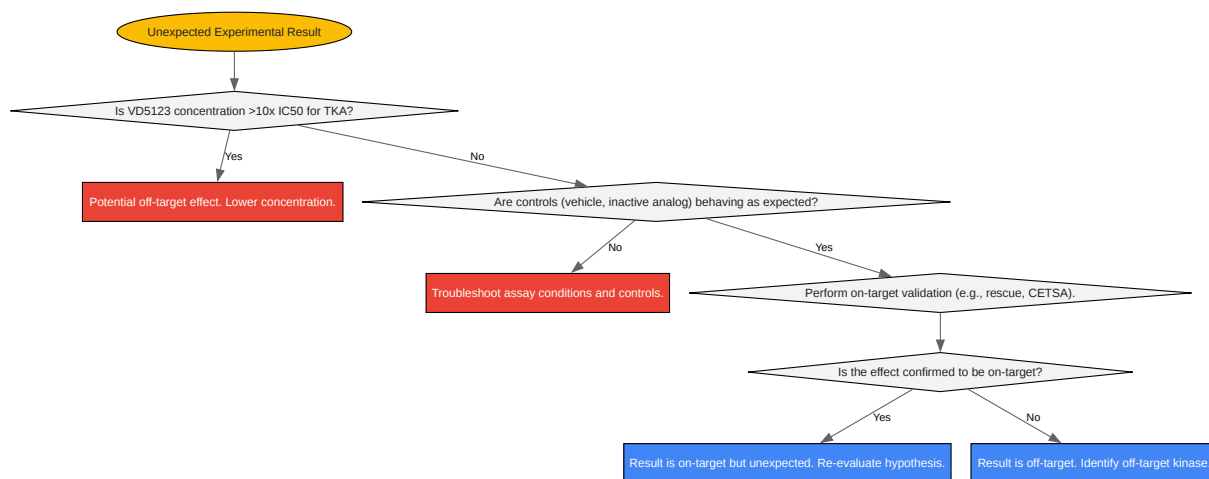 Unexpected Experimental Result
Is VD5123 concentration >10x IC50 for TKA?
Yes
No
Potential off-target effect. Lower concentration.
Are controls (vehicle, inactive analog) behaving as expected?
No
Yes
Troubleshoot assay conditions and controls.
Perform on-target validation (e.g., rescue, CETSA).
Is the effect confirmed to be on-target?
Yes
No
Result is on-target but unexpected. Re-evaluate hypothesis.
Result is off-target. Identify off-target kinase.